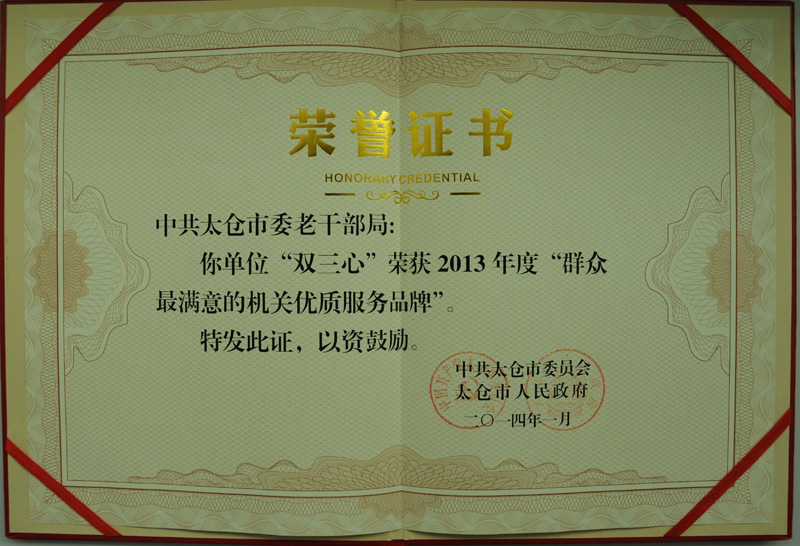 荣誉证书
HONORARY CREDENTIAL
中共太仓市委老干部局:
你单位“双三心”荣获 2013 年度“群众
最满意的机关优质服务品牌”。
特发此证，以资鼓励。
中共太仓市委员会
太仓市人民政府
二〇一四年一月